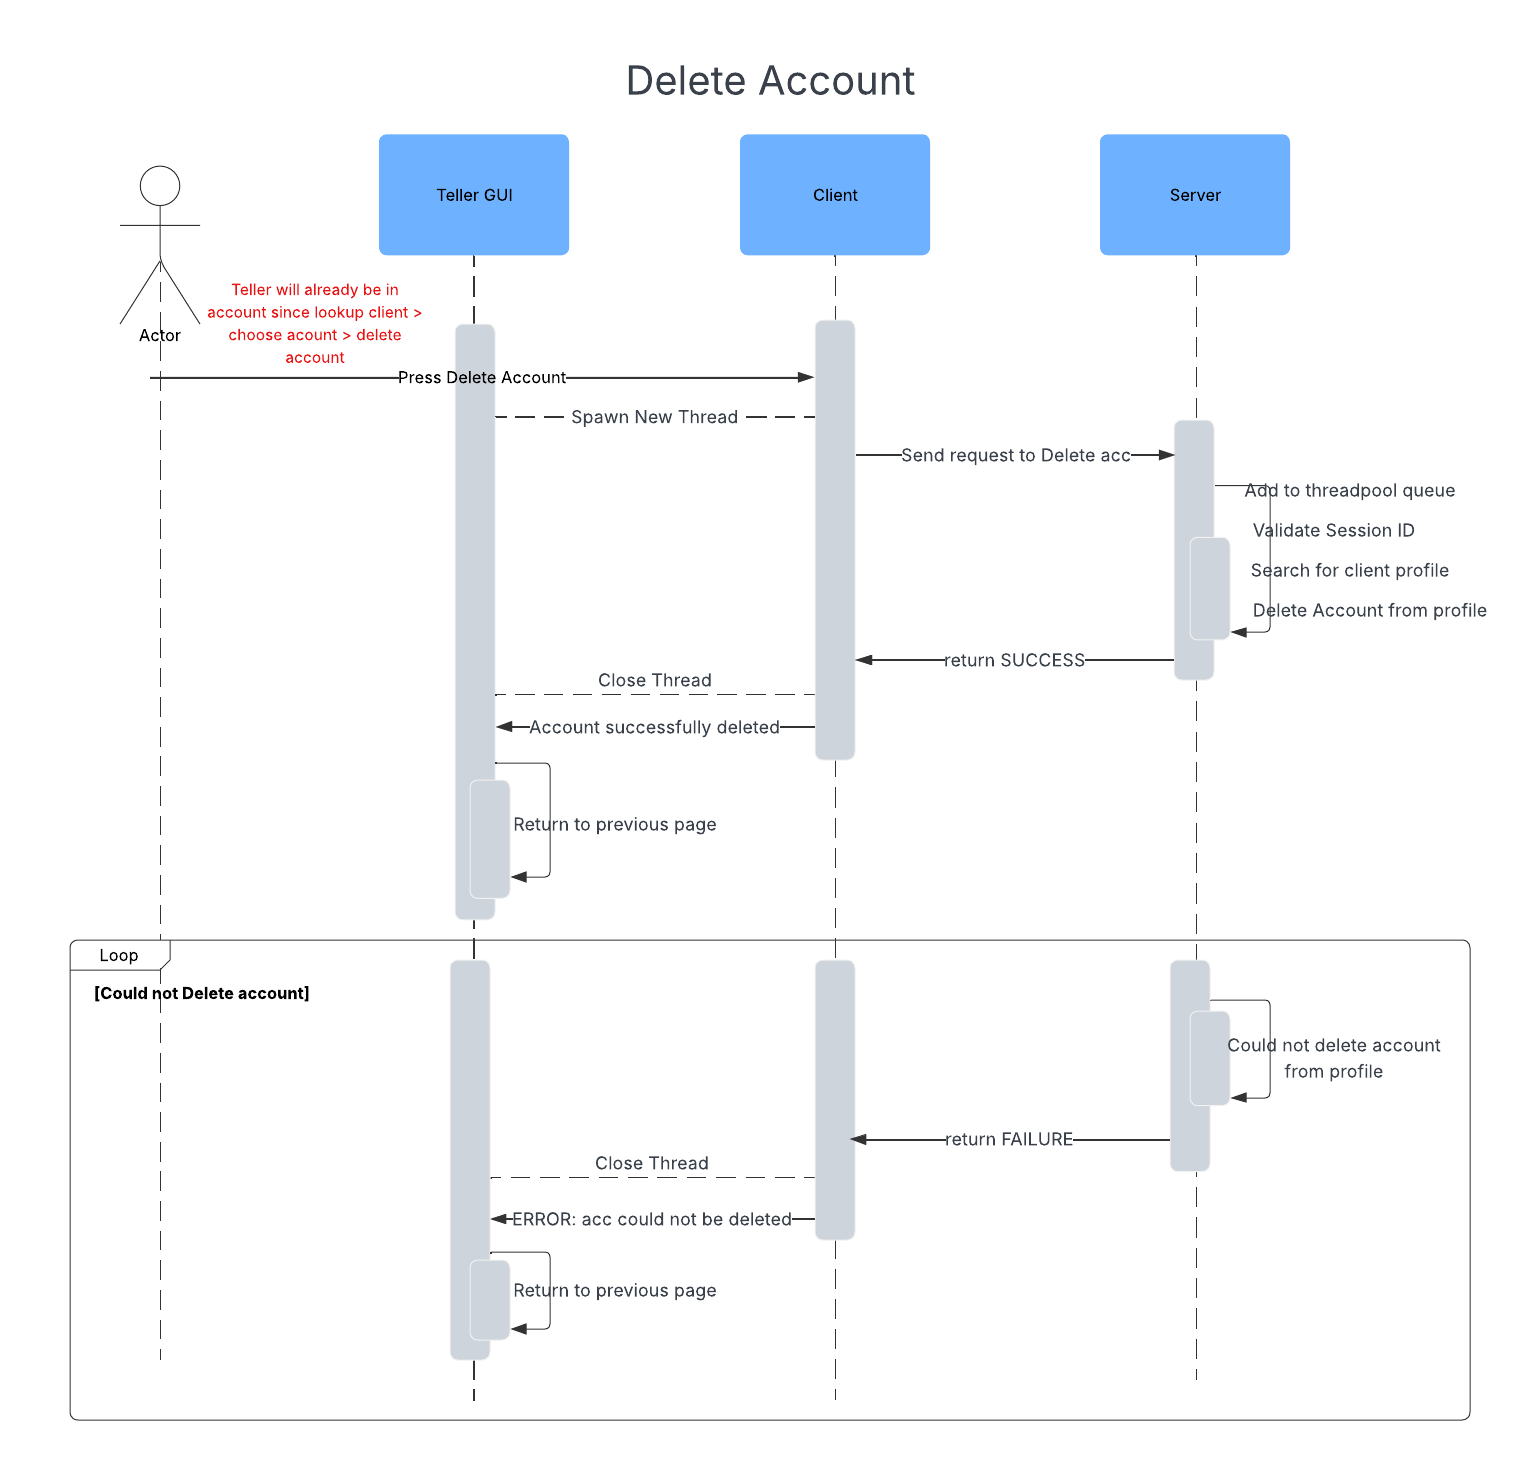 Delete Account
Teller GUI
Client
Server
Teller will already be in
account since lookup client >
choose acount > delete
account
Actor
Press Delete Account
Spawn New Thread
Send request to Delete acc
Add to threadpool queue
Validate Session ID
Search for client profile
Delete Account from profile
return SUCCESS
Close Thread
Account successfully deleted
Return to previous page
Loop
[Could not Delete account]
Could not delete account
from profile
return FAILURE
Close Thread
ERROR: acc could not be deleted
Return to previous page